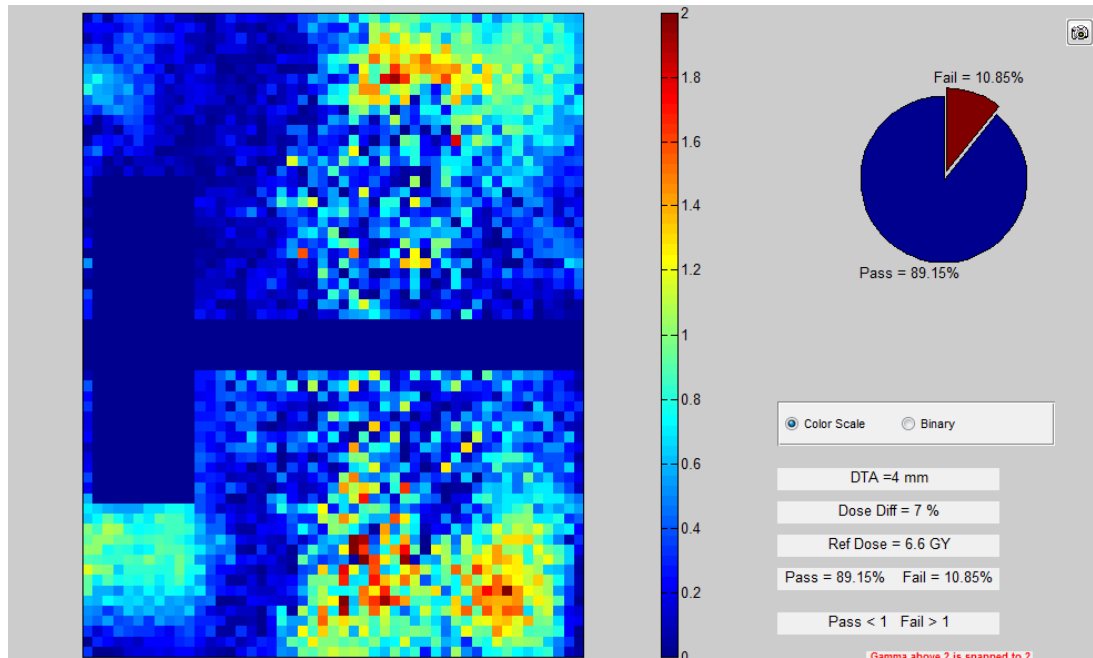 2
1.8
1.6
1.4
1.2
1
0.8
0.6
0.4
0.2
0
Fail = 10.85%
Pass = 89.15%
Color Scale Binary
DTA =4 mm
Dose Diff = 7 %
Ref Dose = 6.6 GY
Pass = 89.15% Fail = 10.85%
Pass < 1 Fail > 1
Gamma above 2 is snapped to 2